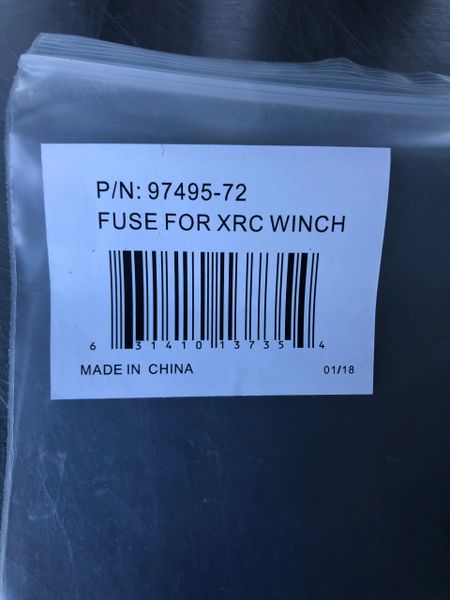 P/N: 97495-72
FUSE FOR XRC WINCH
6 31410 13735 4
MADE IN CHINA
01/18